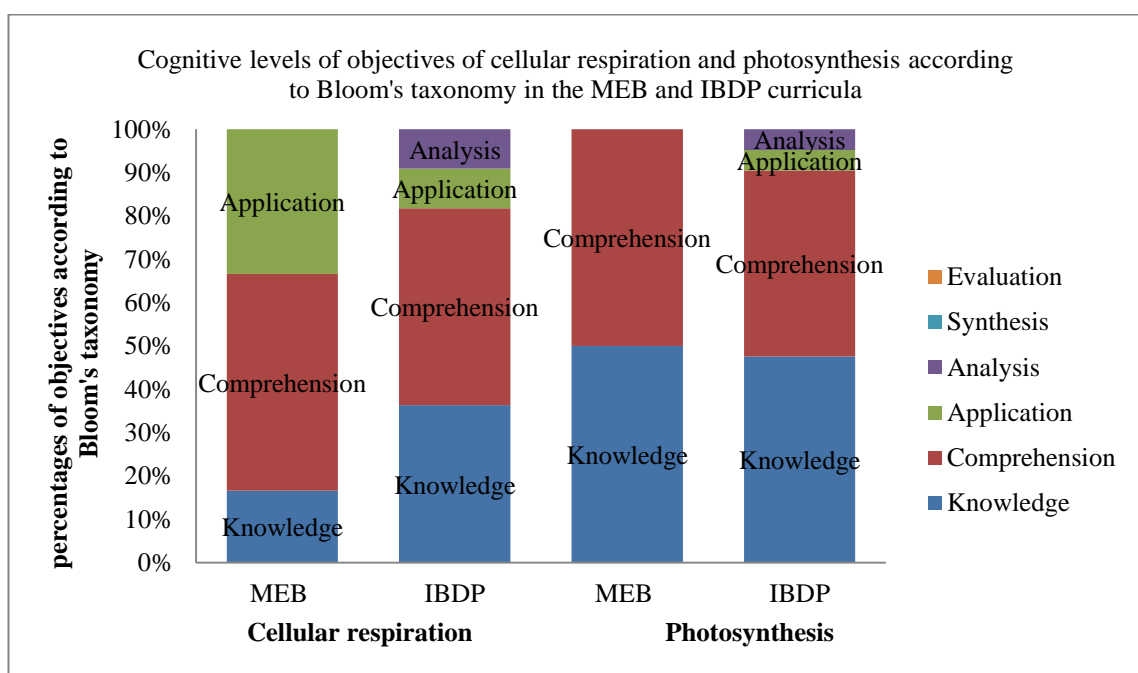 Cognitive levels of objectives of cellular respiration and photosynthesis according
to Bloom's taxonomy in the MEB and IBDP curricula
percentages of objectives according to
Bloom's taxonomy
100%
90%
80%
70%
60%
50%
40%
30%
20%
10%
0%
Application
Comprehension
Knowledge
Analysis
Application
Comprehension
Knowledge
Comprehension
Knowledge
Analysis
Application
Comprehension
Knowledge
MEB
IBDP
MEB
IBDP
Cellular respiration
Photosynthesis
Evaluation
Synthesis
Analysis
Application
Comprehension
Knowledge